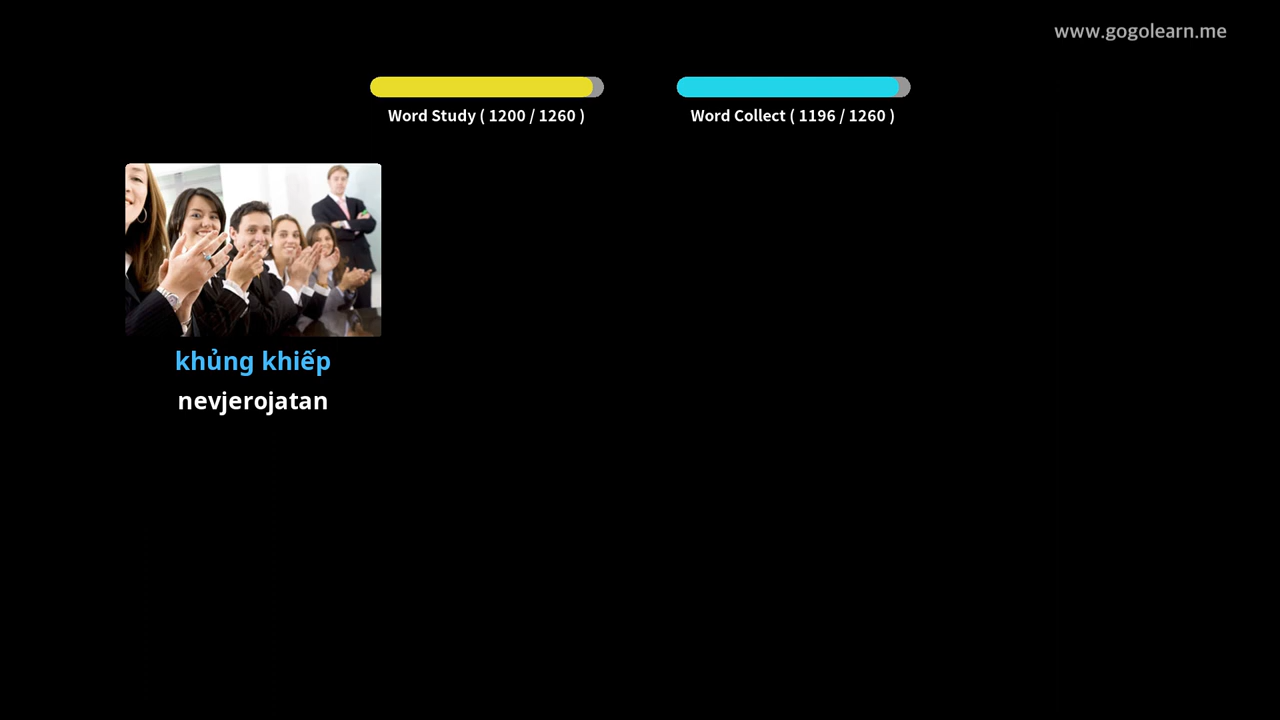 www.gogolearn.me
Word Study ( 1200 / 1260 )
Word Collect ( 1196 / 1260 )
khủng khiếp
nevjerojatan